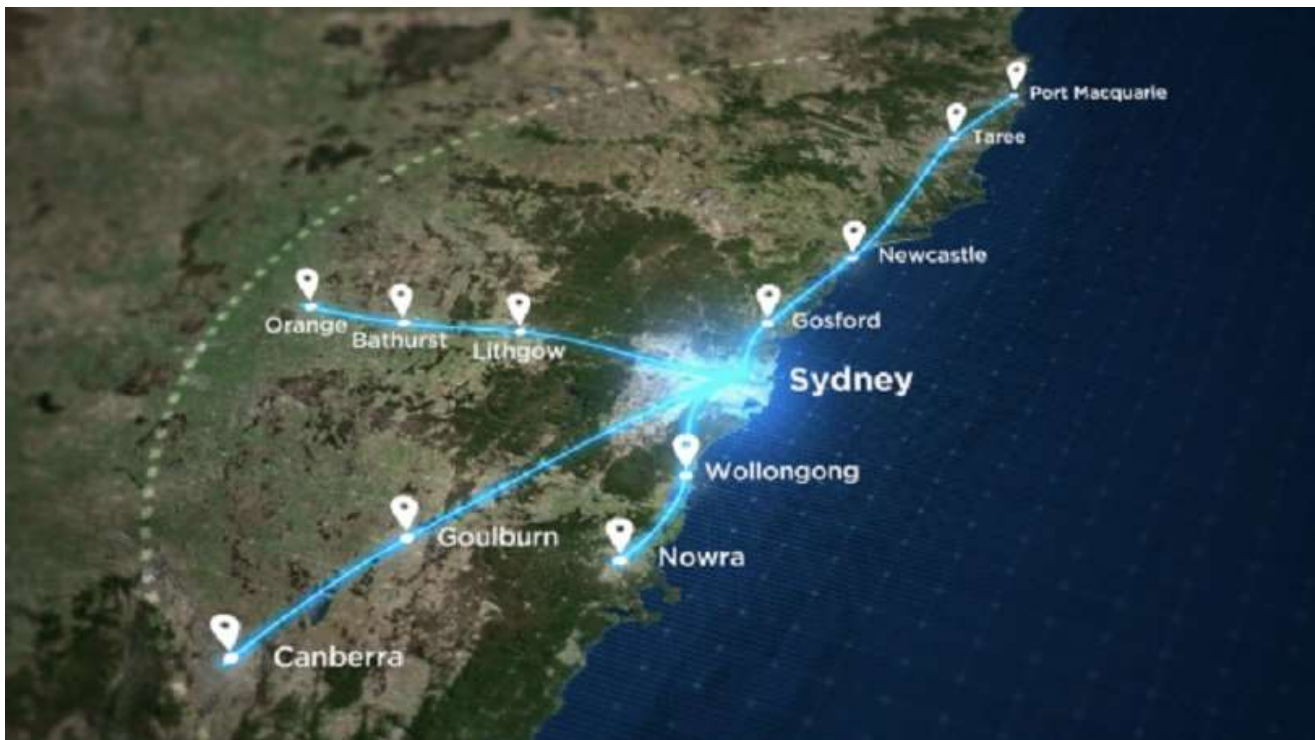 Port Macquarie
Taree
Newcastle
Gosford
Orange
Bathurst
Lithgow
Sydney
Wollongong
Goulburn
Nowra
Canberra